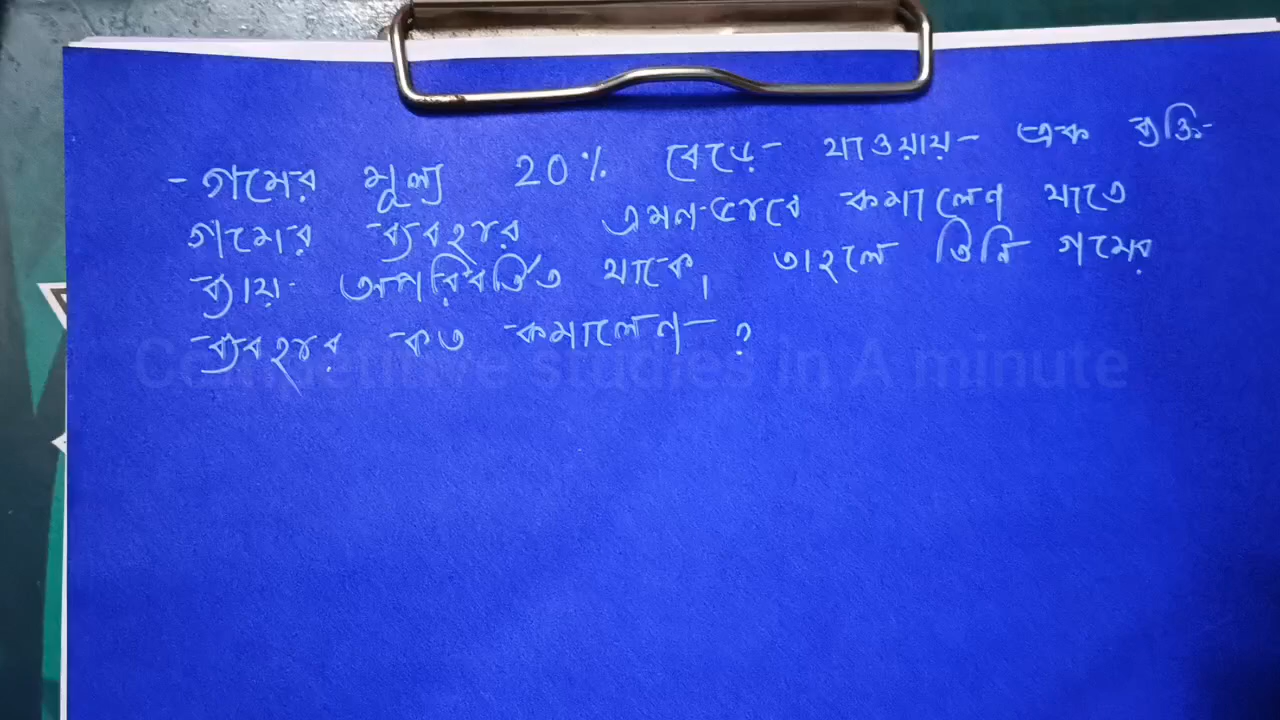 গমের মূল্য 20% বেড়ে যাওয়ায় এক ব্যক্তি
গমের ব্যবহার এমনভাবে কমালেন যাতে
ব্যয় অপরিবর্তিত থাকে, তাহলে তিনি গমের
ব্যবহার কত কমালেন ?
Competitive studies in A minute